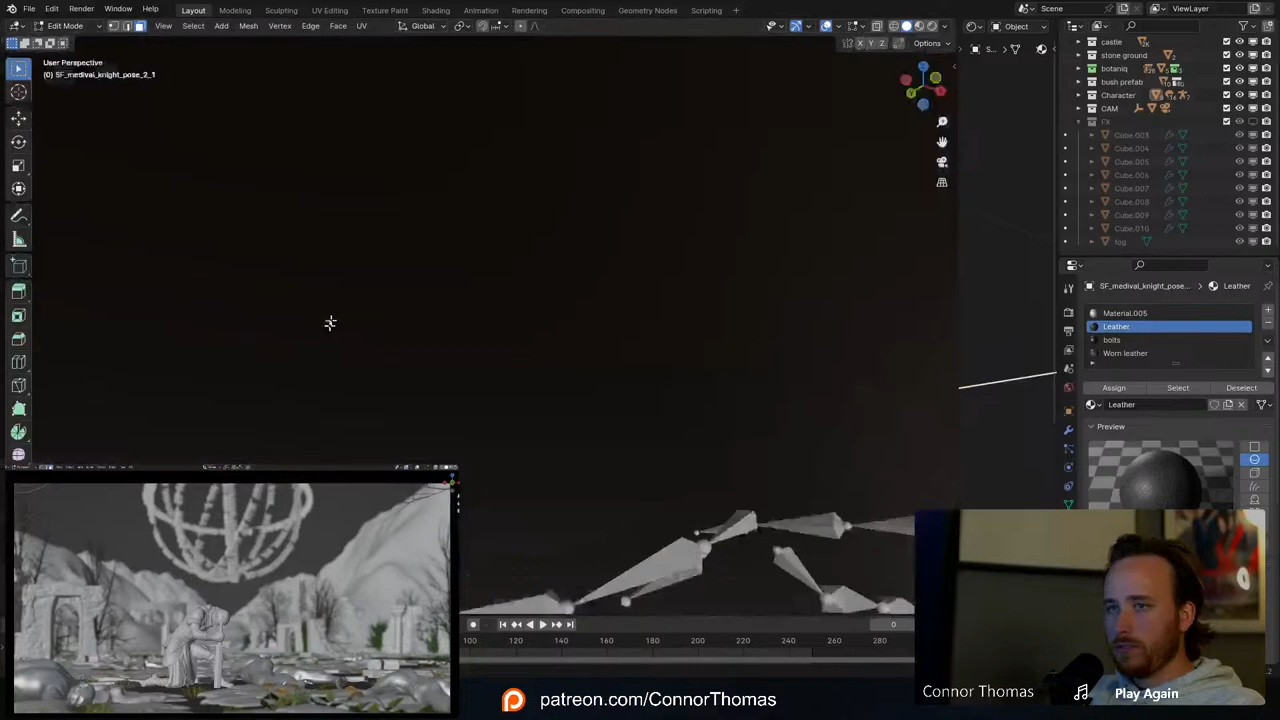 File Edit Render Window Help Layout Modeling Sculpting UV Editing Texture Paint Shading Animation Rendering Compositing Geometry Nodes Scripting Scene ViewLayer
Edit Mode View Select Add Mesh Vertex Edge Face UV Global Object
X Y Z Options
User Perspective
(0) SF_medival_knight_pose_2_1
castle
stone ground
botaniq
bush prefab
Character
CAM
FX
Cube.003
Cube.004
Cube.005
Cube.006
Cube.007
Cube.008
Cube.009
Cube.010
fog
SF_medival_knight_pose... > Leather
Material.005
Leather
bolts
Worn leather
Assign Select Deselect
Leather
Preview
0
100 120 140 160 180 200 220 240 260 280
Connor Thomas Play Again
patreon.com/ConnorThomas